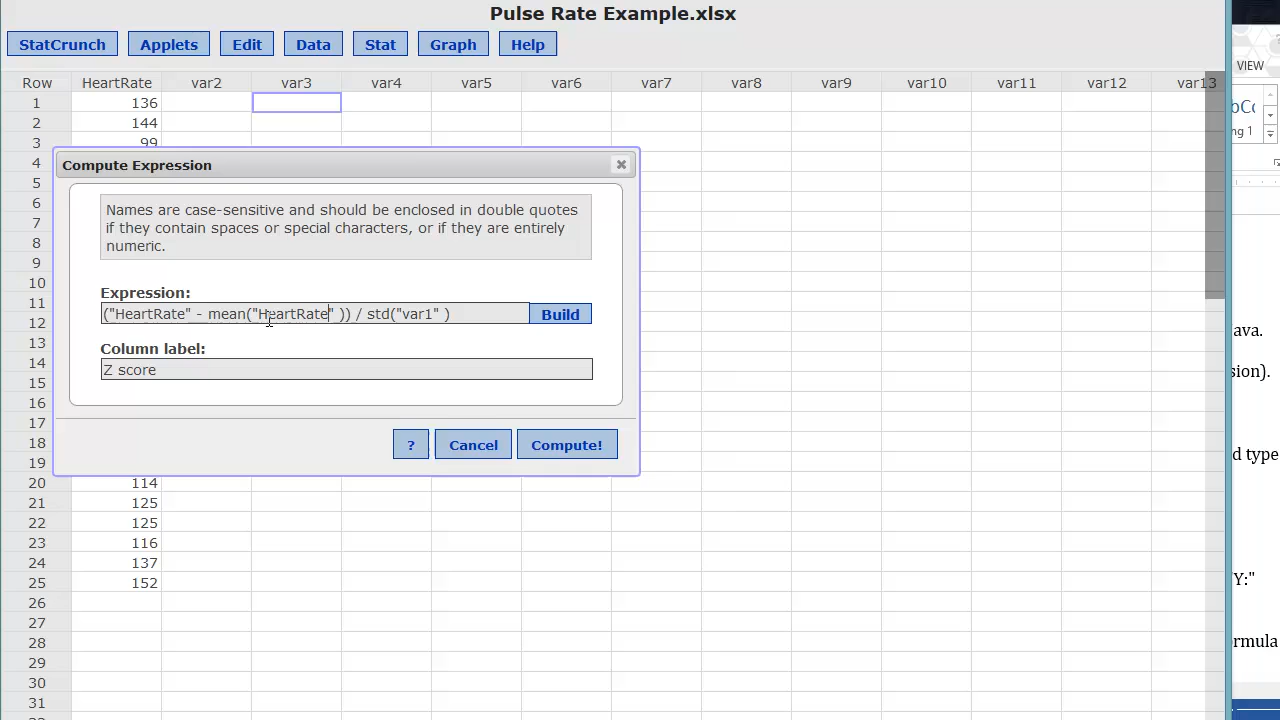 Pulse Rate Example.xlsx
StatCrunch Applets Edit Data Stat Graph Help
VIEW
Row HeartRate var2 var3 var4 var5 var6 var7 var8 var9 var10 var11 var12 var13
1 136
2 144
3 99
4
5
6
7
8
9
10
11
12
13
14
15
16
17
18
19
Compute Expression
Names are case-sensitive and should be enclosed in double quotes
if they contain spaces or special characters, or if they are entirely
numeric.
Expression:
("HeartRate" - mean("HeartRate" )) / std("var1" )
Build
Column label:
Z score
? Cancel Compute!
20 114
21 125
22 125
23 116
24 137
25 152
26
27
28
29
30
31
ng 1
ava.
sion).
d type
Y:"
rmula